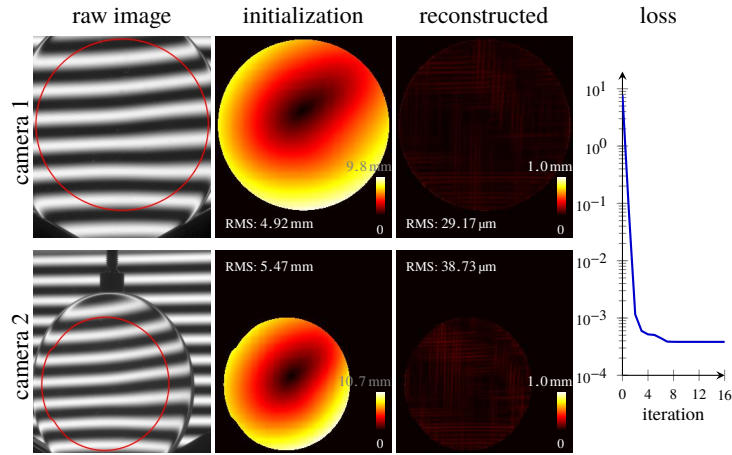 raw image initialization reconstructed loss
camera 1
9.8 mm
0
RMS: 4.92 mm
1.0 mm
0
RMS: 29.17 µm
camera 2
RMS: 5.47 mm
10.7 mm
0
RMS: 38.73 µm
1.0 mm
0
10^1
10^0
10^−1
10^−2
10^−3
10^−4
0 4 8 12 16
iteration